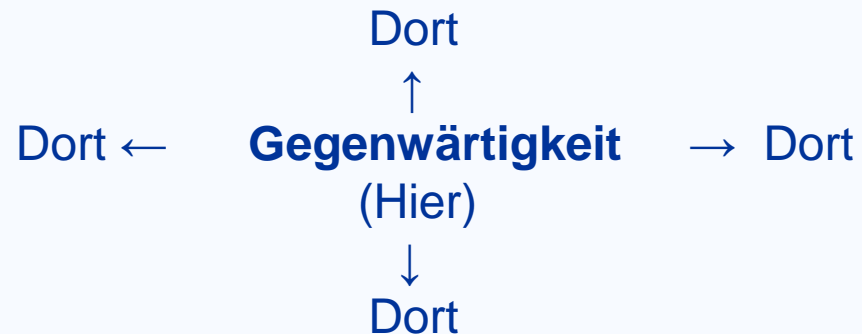 Dort
↑
Dort ← Gegenwärtigkeit → Dort
(Hier)
↓
Dort